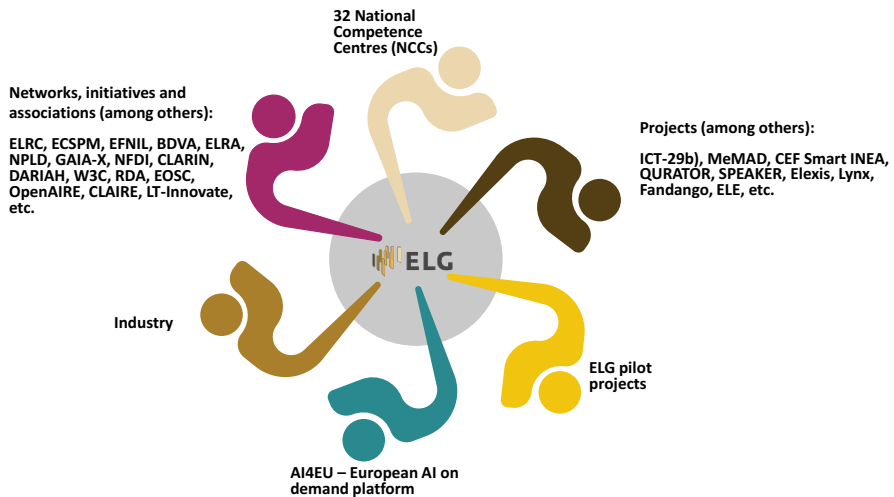 32 National
Competence
Centres (NCCs)
Networks, initiatives and
associations (among others):
ELRC, ECSPM, EFNIL, BDVA, ELRA,
NPLD, GAIA-X, NFDI, CLARIN,
DARIAH, W3C, RDA, EOSC,
OpenAIRE, CLAIRE, LT-Innovate,
etc.
Projects (among others):
ICT-29b), MeMAD, CEF Smart INEA,
QURATOR, SPEAKER, Elexis, Lynx,
Fandango, ELE, etc.
ELG
Industry
ELG pilot
projects
AI4EU – European AI on
demand platform